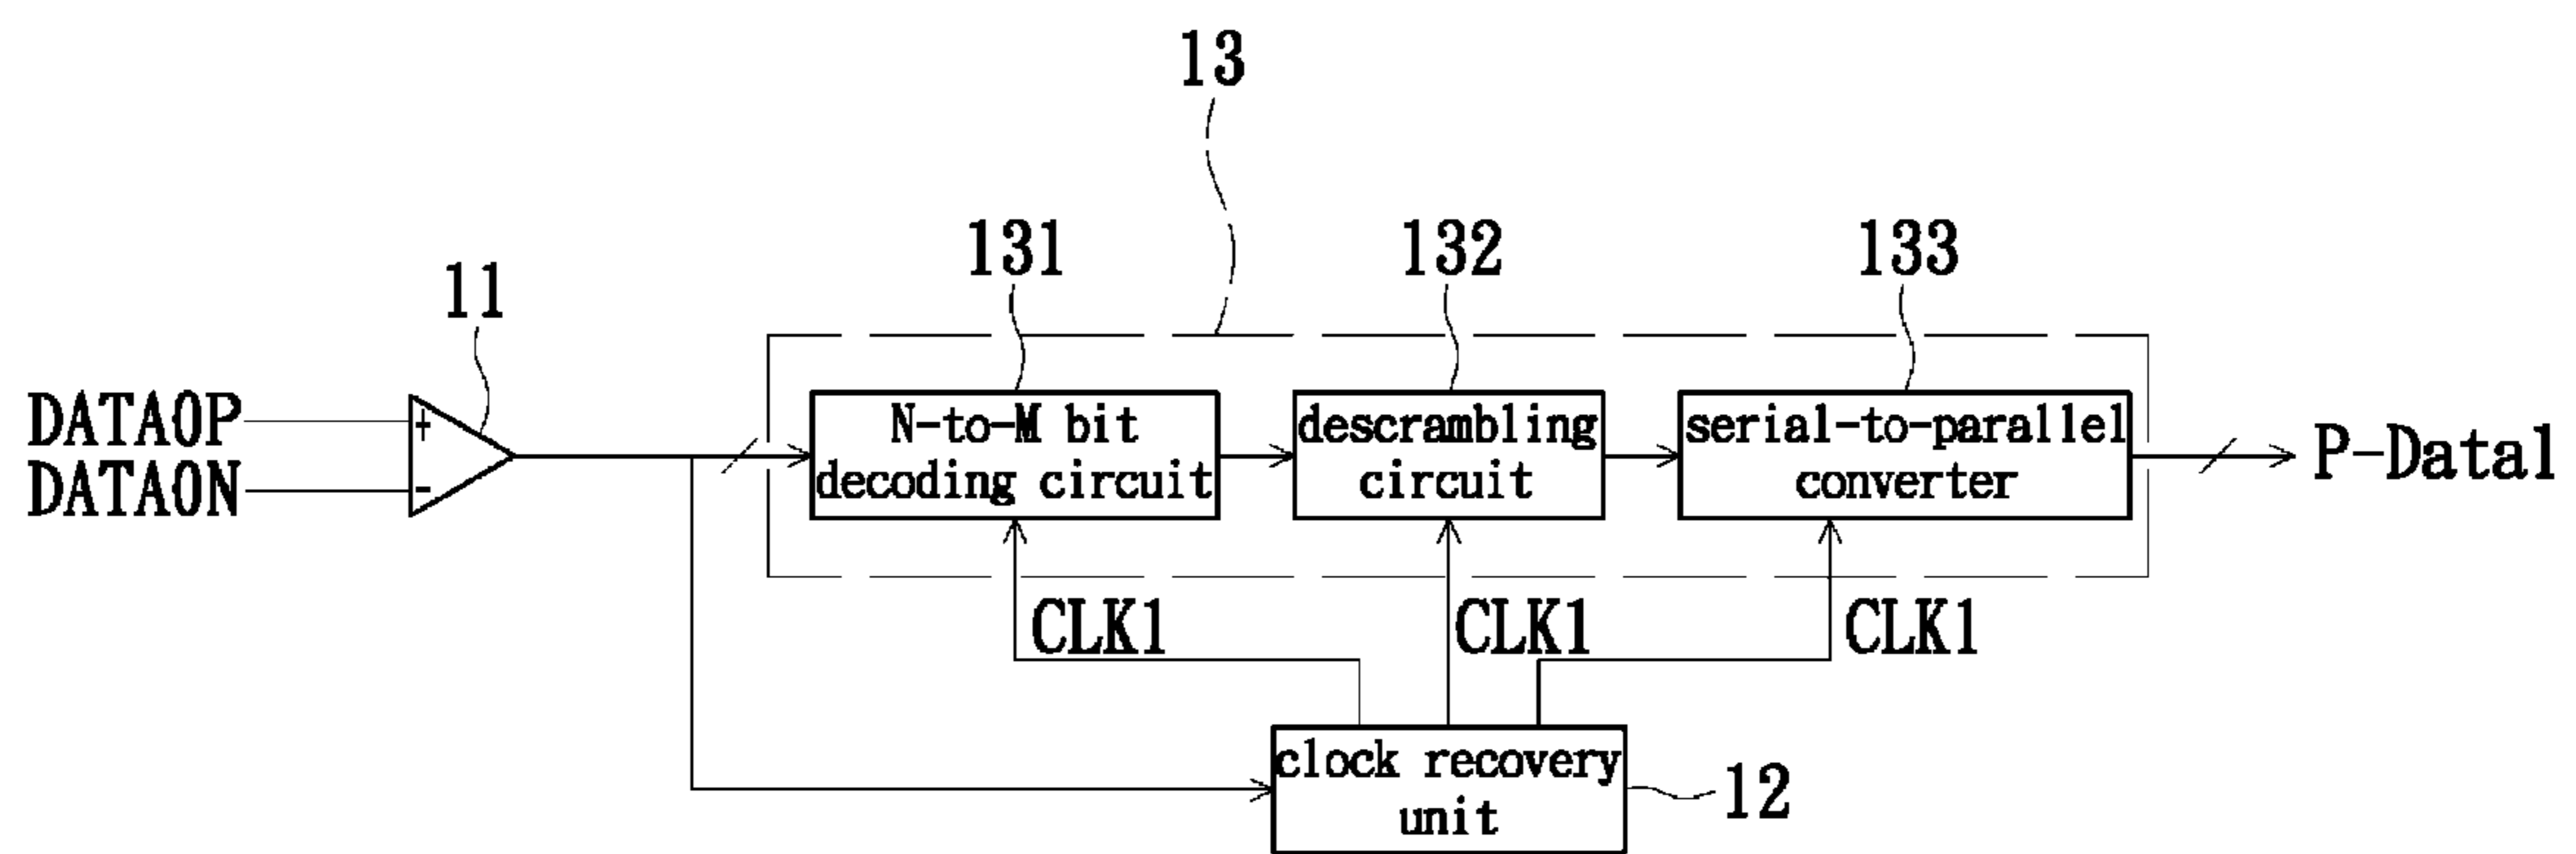 13
131
132
133
11
DATA0P
DATA0N
+
-
N-to-M bit
decoding circuit
descrambling
circuit
serial-to-parallel
converter
P-Data1
CLK1
CLK1
CLK1
clock recovery
unit
12